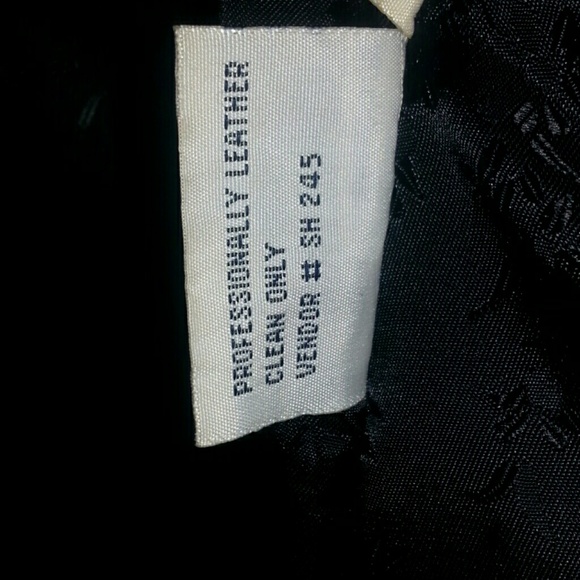 PROFESSIONALLY LEATHER
CLEAN ONLY
VENDOR # SH 245